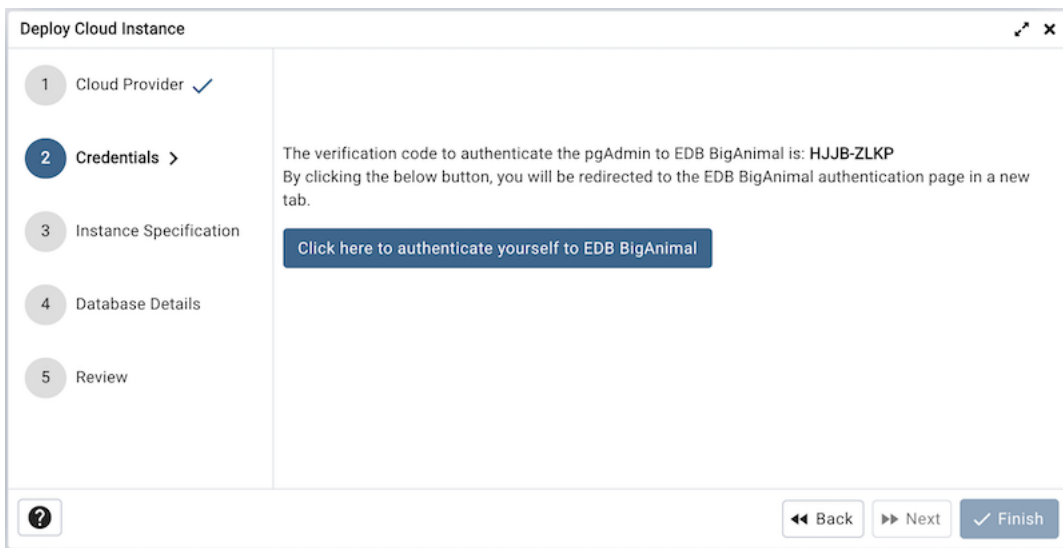 Deploy Cloud Instance
1 Cloud Provider
2 Credentials
3 Instance Specification
4 Database Details
5 Review
The verification code to authenticate the pgAdmin to EDB BigAnimal is: HJJB-ZLKP
By clicking the below button, you will be redirected to the EDB BigAnimal authentication page in a new
tab.
Click here to authenticate yourself to EDB BigAnimal
?
Back
Next
Finish